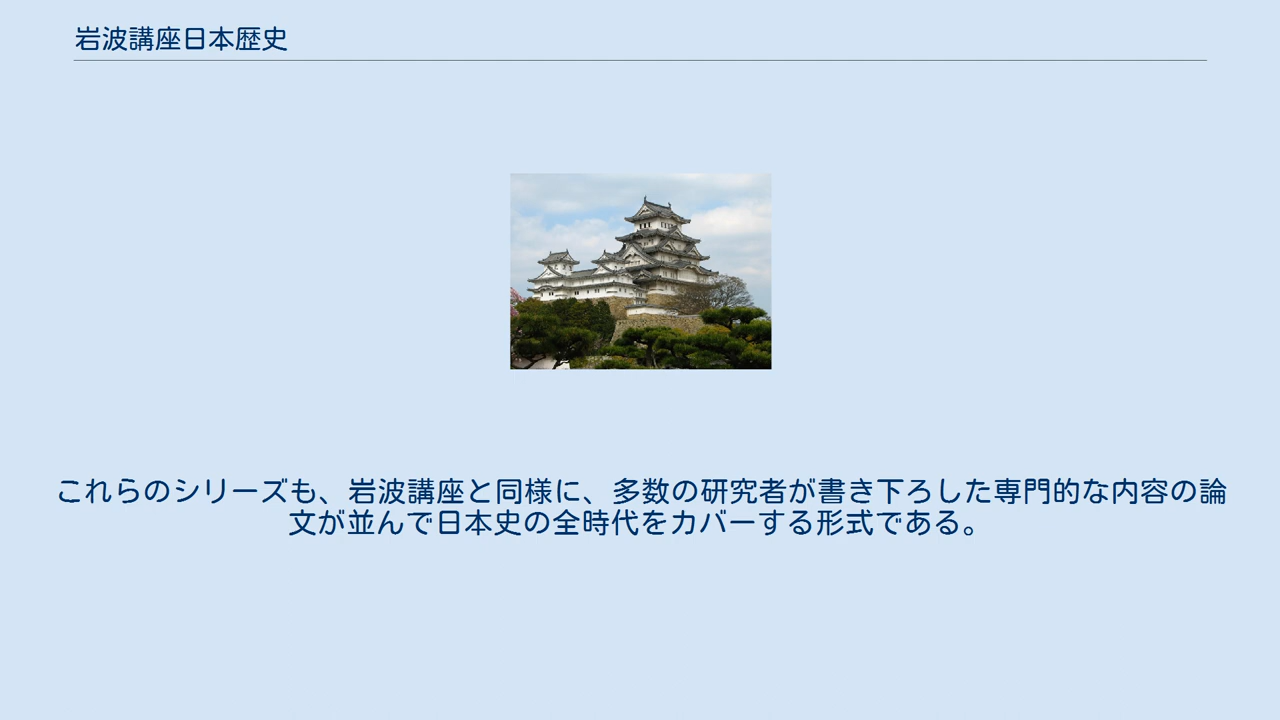 岩波講座日本歴史
これらのシリーズも、岩波講座と同様に、多数の研究者が書き下ろした専門的な内容の論
文が並んで日本史の全時代をカバーする形式である。